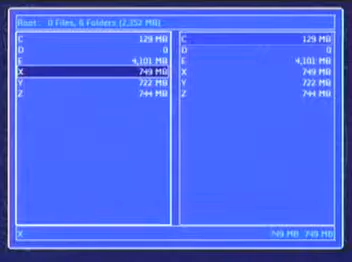 Root: 0 Files, 6 Folders (2,352 MB)
C 129 MB
D 0
E 4,101 MB
X 749 MB
Y 722 MB
Z 744 MB
C 129 MB
D 0
E 4,101 MB
X 749 MB
Y 722 MB
Z 744 MB
X 749 MB 749 MB